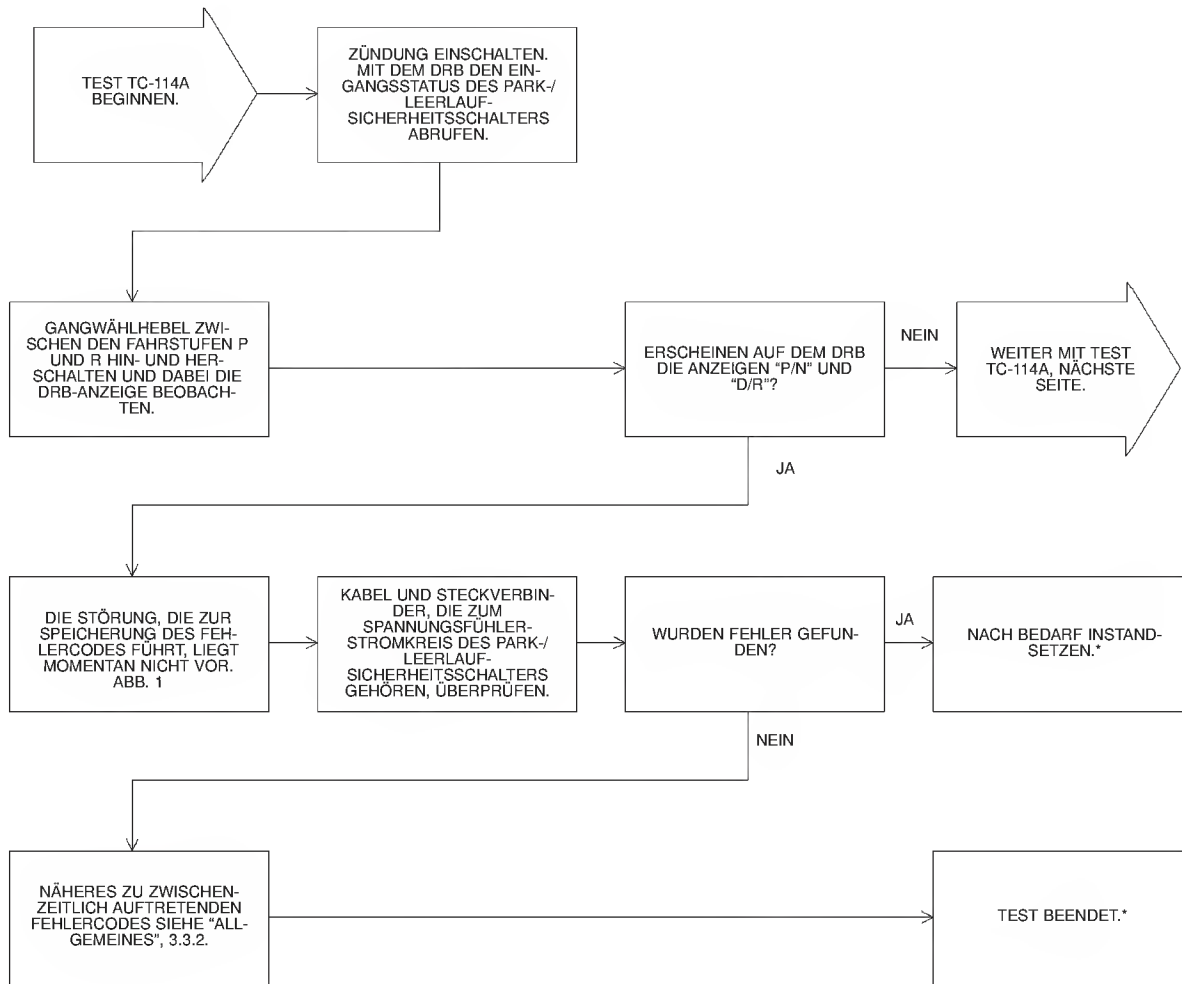 TEST TC-114A
BEGINNEN.
ZÜNDUNG EINSCHALTEN.
MIT DEM DRB DEN EIN-
GANGSSTATUS DES PARK-/
LEERLAUF-
SICHERHEITSSCHALTERS
ABRUFEN.
GANGWÄHLHEBEL ZWI-
SCHEN DEN FAHRSTUFEN P
UND R HIN- UND HER-
SCHALTEN UND DABEI DIE
DRB-ANZEIGE BEOBACH-
TEN.
ERSCHEINEN AUF DEM DRB
DIE ANZEIGEN “P/N” UND
“D/R”?
NEIN
WEITER MIT TEST
TC-114A, NÄCHSTE
SEITE.
JA
DIE STÖRUNG, DIE ZUR
SPEICHERUNG DES FEH-
LERCODES FÜHRT, LIEGT
MOMENTAN NICHT VOR.
ABB. 1
KABEL UND STECKVERBIN-
DER, DIE ZUM
SPANNUNGSFÜHLER-
STROMKREIS DES PARK-/
LEERLAUF-
SICHERHEITSSCHALTERS
GEHÖREN, ÜBERPRÜFEN.
WURDEN FEHLER GEFUN-
DEN?
JA
NACH BEDARF INSTAND-
SETZEN.*
NEIN
NÄHERES ZU ZWISCHEN-
ZEITLICH AUFTRETENDEN
FEHLERCODES SIEHE “ALL-
GEMEINES”, 3.3.2.
TEST BEENDET.*